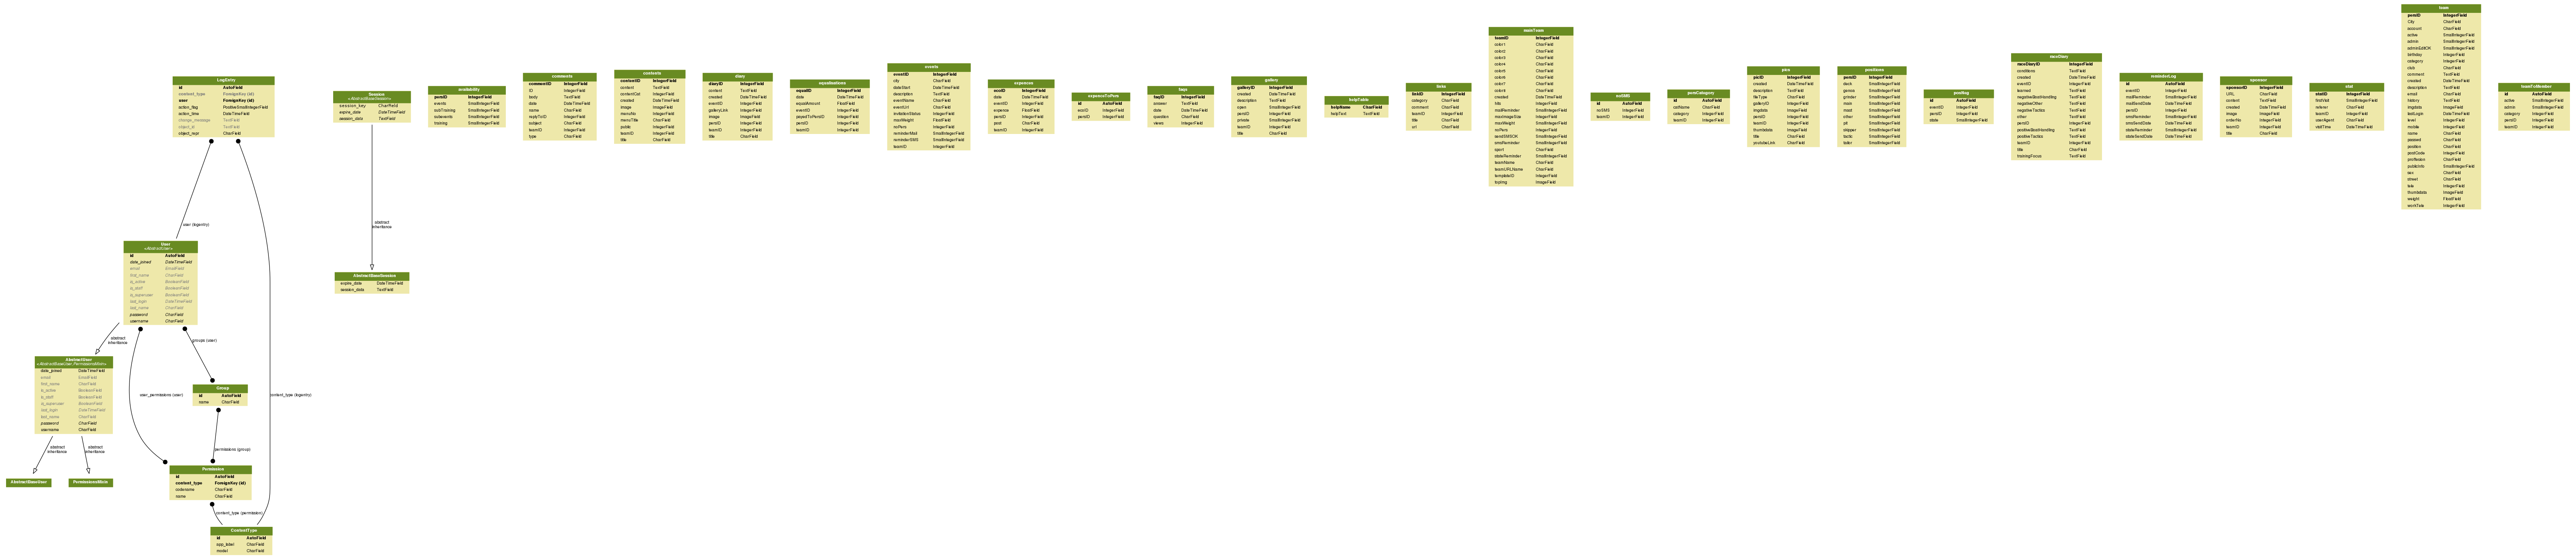 LogEntry
id AutoField
content_type ForeignKey (id)
user ForeignKey (id)
action_flag PositiveSmallIntegerField
action_time DateTimeField
change_message TextField
object_id TextField
object_repr CharField
user (logentry)
content_type (logentry)
User
<AbstractUser>
id AutoField
date_joined DateTimeField
email EmailField
first_name CharField
is_active BooleanField
is_staff BooleanField
is_superuser BooleanField
last_login DateTimeField
last_name CharField
password CharField
username CharField
abstract
inheritance
groups (user)
user_permissions (user)
AbstractUser
<AbstractBaseUser,PermissionsMixin>
date_joined DateTimeField
email EmailField
first_name CharField
is_active BooleanField
is_staff BooleanField
is_superuser BooleanField
last_login DateTimeField
last_name CharField
password CharField
username CharField
abstract
inheritance
abstract
inheritance
AbstractBaseUser
PermissionsMixin
Group
id AutoField
name CharField
permissions (group)
Permission
id AutoField
content_type ForeignKey (id)
codename CharField
name CharField
content_type (permission)
ContentType
id AutoField
app_label CharField
model CharField
Session
<AbstractBaseSession>
session_key CharField
expire_date DateTimeField
session_data TextField
abstract
inheritance
AbstractBaseSession
expire_date DateTimeField
session_data TextField
availability
persID IntegerField
events SmallIntegerField
subTraining SmallIntegerField
subevents SmallIntegerField
training SmallIntegerField
comments
commentID IntegerField
ID IntegerField
body TextField
date DateTimeField
name CharField
replyToID IntegerField
subject CharField
teamID IntegerField
type CharField
contents
contentID IntegerField
content TextField
contentCat IntegerField
created DateTimeField
image ImageField
menuNo IntegerField
menuTitle CharField
public IntegerField
teamID IntegerField
title CharField
diary
diaryID IntegerField
content TextField
created DateTimeField
eventID IntegerField
galleryLink IntegerField
image ImageField
persID IntegerField
teamID IntegerField
title CharField
equalisations
equalID IntegerField
date DateTimeField
equalAmount FloatField
eventID IntegerField
payedToPersID IntegerField
persID IntegerField
teamID IntegerField
events
eventID IntegerField
city CharField
dateStart DateTimeField
description TextField
eventName CharField
eventUrl CharField
invitationStatus IntegerField
maxWeight FloatField
noPers IntegerField
reminderMail SmallIntegerField
reminderSMS SmallIntegerField
teamID IntegerField
expenses
ecoID IntegerField
date DateTimeField
eventID IntegerField
expense FloatField
persID IntegerField
post CharField
teamID IntegerField
expenseToPers
id AutoField
ecoID IntegerField
persID IntegerField
faqs
faqID IntegerField
answer TextField
date DateTimeField
question CharField
views IntegerField
gallery
galleryID IntegerField
created DateTimeField
description TextField
open SmallIntegerField
persID IntegerField
private SmallIntegerField
teamID IntegerField
title CharField
helpTable
helpName CharField
helpText TextField
links
linkID IntegerField
category CharField
comment CharField
teamID IntegerField
title CharField
url CharField
mainTeam
teamID IntegerField
color1 CharField
color2 CharField
color3 CharField
color4 CharField
color5 CharField
color6 CharField
color7 CharField
color8 CharField
created DateTimeField
hits IntegerField
mailReminder SmallIntegerField
maxImageSize IntegerField
maxWeight SmallIntegerField
noPers IntegerField
sendSMSOK SmallIntegerField
smsReminder SmallIntegerField
sport CharField
stateReminder SmallIntegerField
teamName CharField
teamURLName CharField
templateID IntegerField
topImg ImageField
noSMS
id AutoField
noSMS IntegerField
teamID IntegerField
persCategory
id AutoField
catName CharField
category IntegerField
teamID IntegerField
pics
picID IntegerField
created DateTimeField
description TextField
fileType CharField
galleryID IntegerField
imgdata ImageField
persID IntegerField
teamID IntegerField
thumbdata ImageField
title CharField
youtubeLink CharField
positions
persID IntegerField
back SmallIntegerField
genoa SmallIntegerField
grinder SmallIntegerField
main SmallIntegerField
mast SmallIntegerField
other SmallIntegerField
pit SmallIntegerField
skipper SmallIntegerField
tactic SmallIntegerField
tailor SmallIntegerField
id AutoField
eventID IntegerField
persID IntegerField
state SmallIntegerField
raceDiary
raceDiaryID IntegerField
conditions TextField
created DateTimeField
eventID IntegerField
learned TextField
negativeBoatHandling TextField
negativeOther TextField
negativeTactics TextField
other TextField
persID IntegerField
positiveBoatHandling TextField
positiveTactics TextField
teamID IntegerField
title CharField
trainingFocus TextField
reminderLog
id AutoField
eventID IntegerField
mailReminder SmallIntegerField
mailSendDate DateTimeField
persID IntegerField
smsReminder SmallIntegerField
smsSendDate DateTimeField
stateReminder SmallIntegerField
stateSendDate DateTimeField
sponsor
sponsorID IntegerField
URL CharField
content TextField
created DateTimeField
image ImageField
orderNo IntegerField
teamID IntegerField
title CharField
stat
statID IntegerField
firstVisit SmallIntegerField
referer CharField
teamID IntegerField
userAgent CharField
visitTime DateTimeField
team
persID IntegerField
City CharField
account CharField
active SmallIntegerField
admin SmallIntegerField
adminEditOK SmallIntegerField
birthday IntegerField
category IntegerField
club CharField
comment TextField
created DateTimeField
description TextField
email CharField
history TextField
imgdata ImageField
lastLogin DateTimeField
level IntegerField
mobile IntegerField
name CharField
passwd CharField
position CharField
postCode IntegerField
profession CharField
publicInfo SmallIntegerField
sex CharField
street CharField
tele IntegerField
thumbdata ImageField
weight FloatField
workTele IntegerField
teamToMember
id AutoField
active SmallIntegerField
admin SmallIntegerField
category IntegerField
persID IntegerField
teamID IntegerField